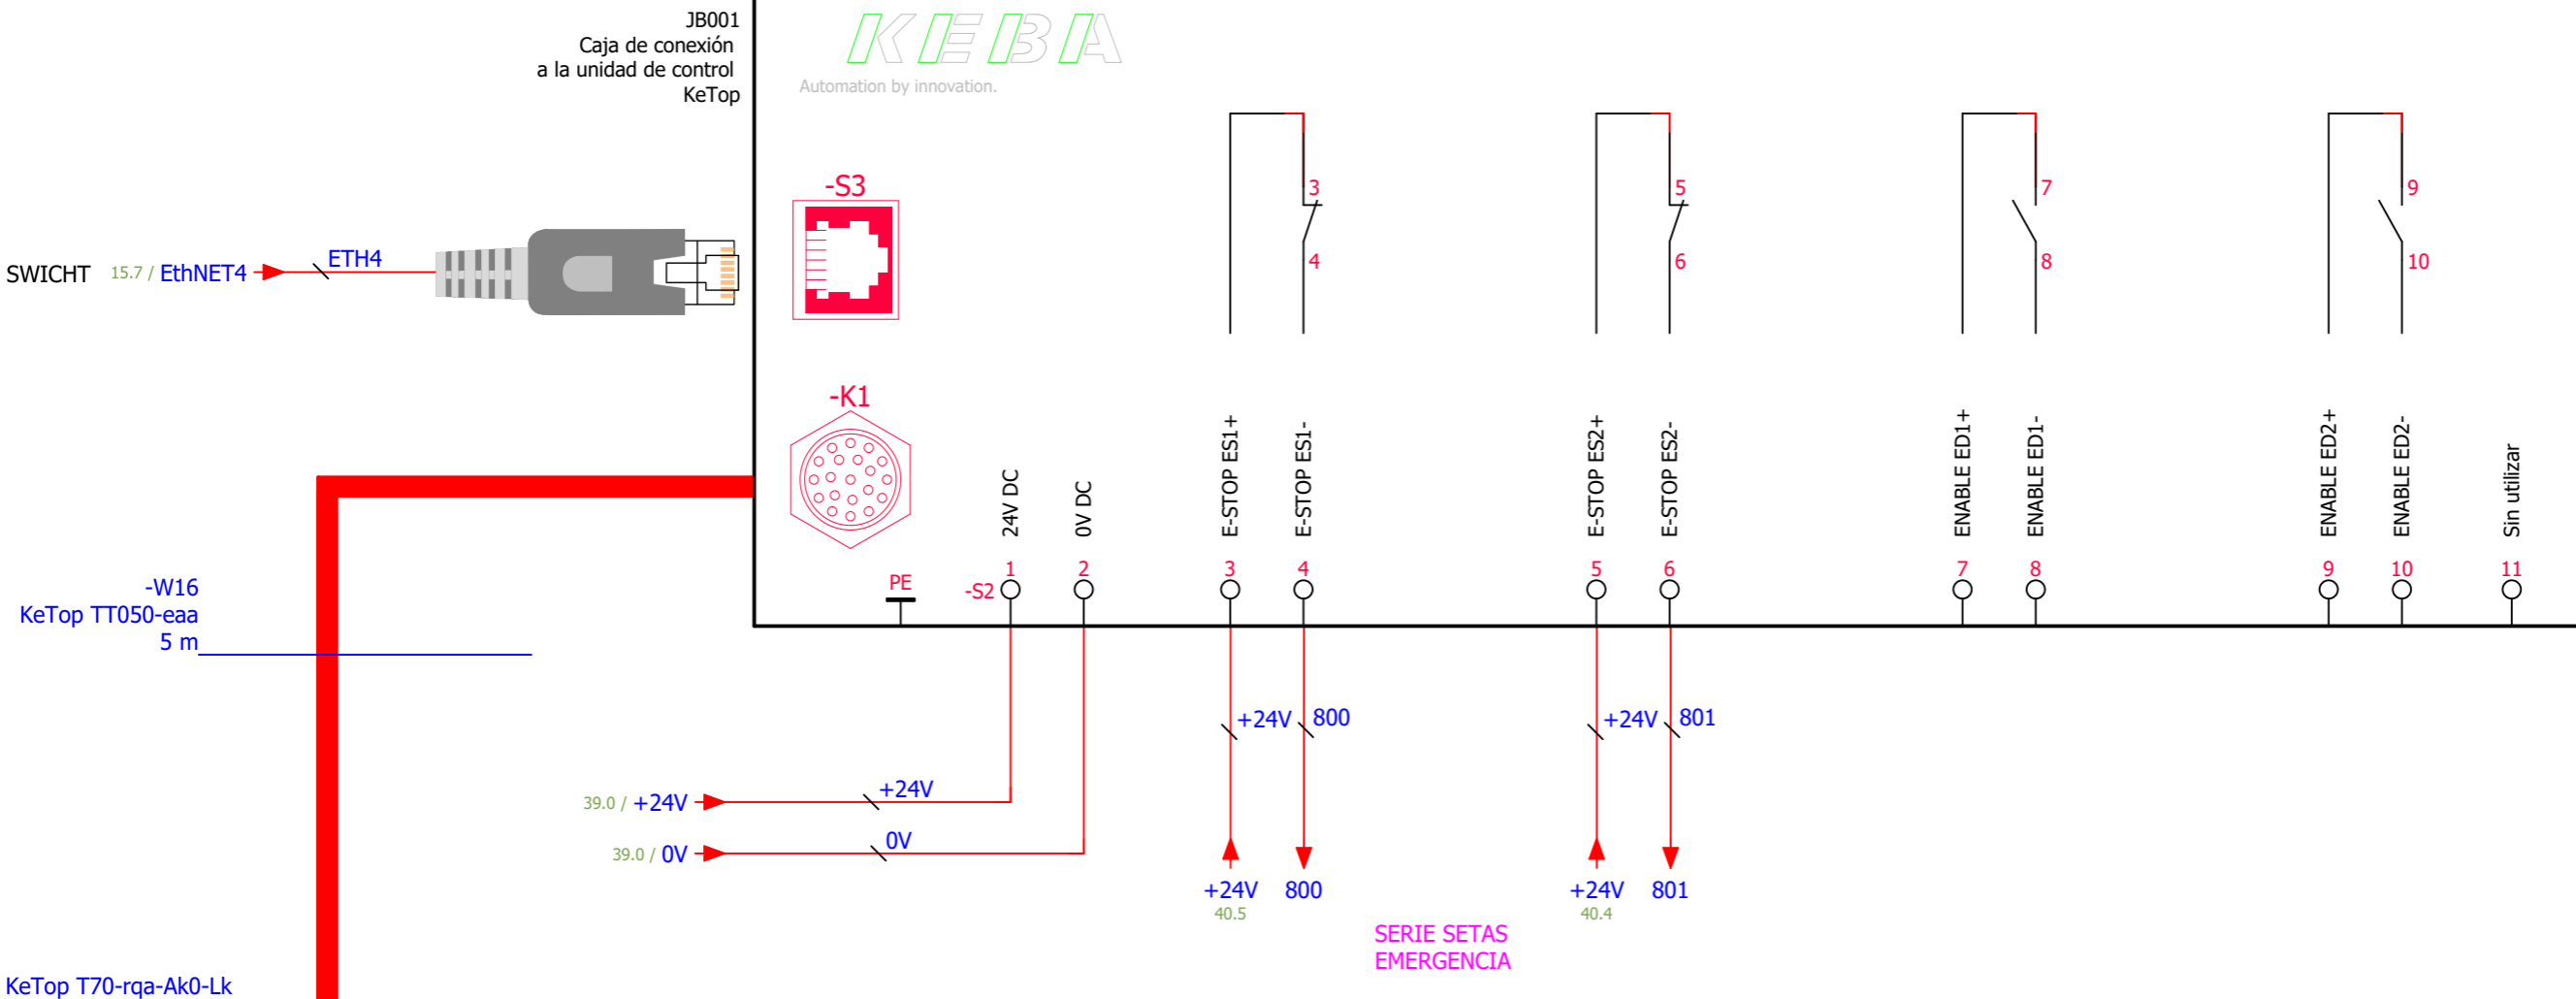 JB001
Caja de conexión
a la unidad de control
KeTop
KEBA
Automation by innovation.
-S3
SWICHT 15.7 / EthNET4 ETH4
3
4
5
6
7
8
9
10
-K1
24V DC
0V DC
E-STOP ES1+
E-STOP ES1-
E-STOP ES2+
E-STOP ES2-
ENABLE ED1+
ENABLE ED1-
ENABLE ED2+
ENABLE ED2-
Sin utilizar
PE
-S2 1 2 3 4 5 6 7 8 9 10 11
-W16
KeTop TT050-eaa
5 m
+24V 800 +24V 801
39.0 / +24V +24V
39.0 / 0V 0V
+24V 800 +24V 801
40.5 40.4
SERIE SETAS
EMERGENCIA
KeTop T70-rqa-Ak0-Lk